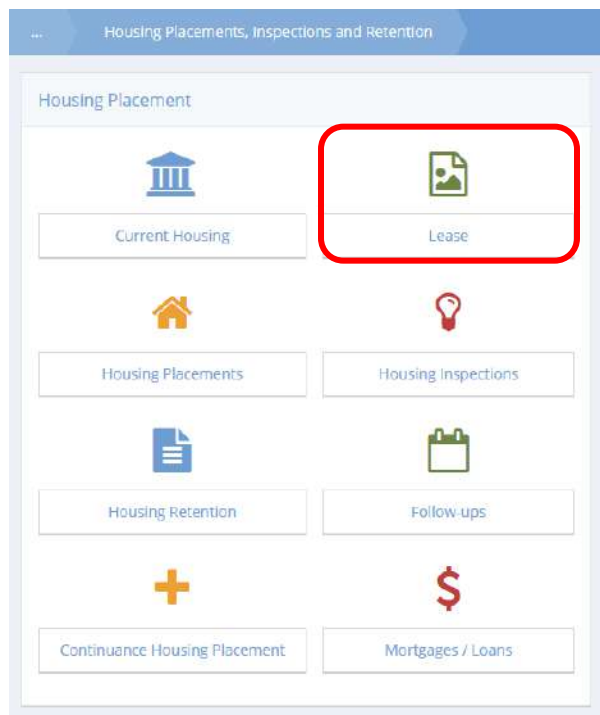 ... Housing Placements, Inspections and Retention
Housing Placement
Current Housing Lease
Housing Placements Housing Inspections
Housing Retention Follow-ups
Continuance Housing Placement Mortgages / Loans